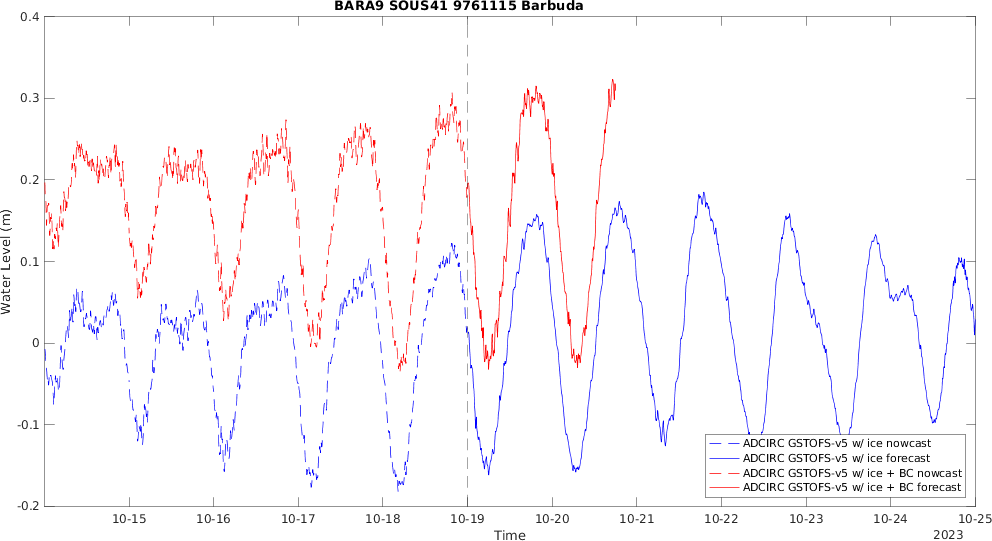 BARA9 SOUS41 9761115 Barbuda
Water Level (m)
0.4
0.3
0.2
0.1
0
-0.1
-0.2
10-15 10-16 10-17 10-18 10-19 10-20 10-21 10-22 10-23 10-24 10-25
Time
2023
ADCIRC GSTOFS-v5 w/ ice nowcast
ADCIRC GSTOFS-v5 w/ ice forecast
ADCIRC GSTOFS-v5 w/ ice + BC nowcast
ADCIRC GSTOFS-v5 w/ ice + BC forecast